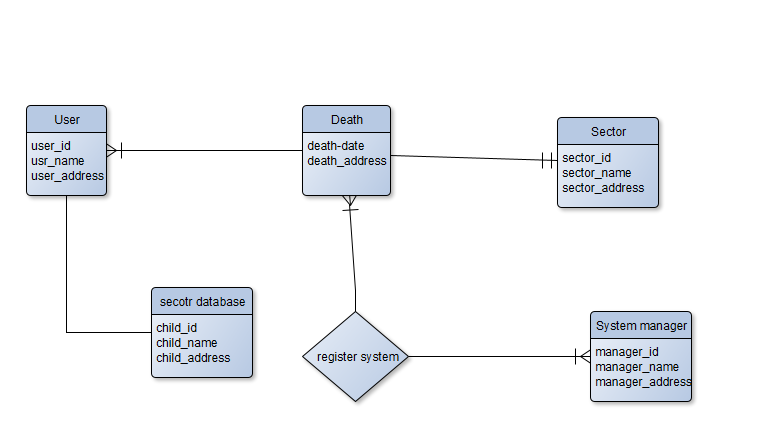 User
user_id
usr_name
user_address
Death
death-date
death_address
Sector
sector_id
sector_name
sector_address
secotr database
child_id
child_name
child_address
register system
System manager
manager_id
manager_name
manager_address